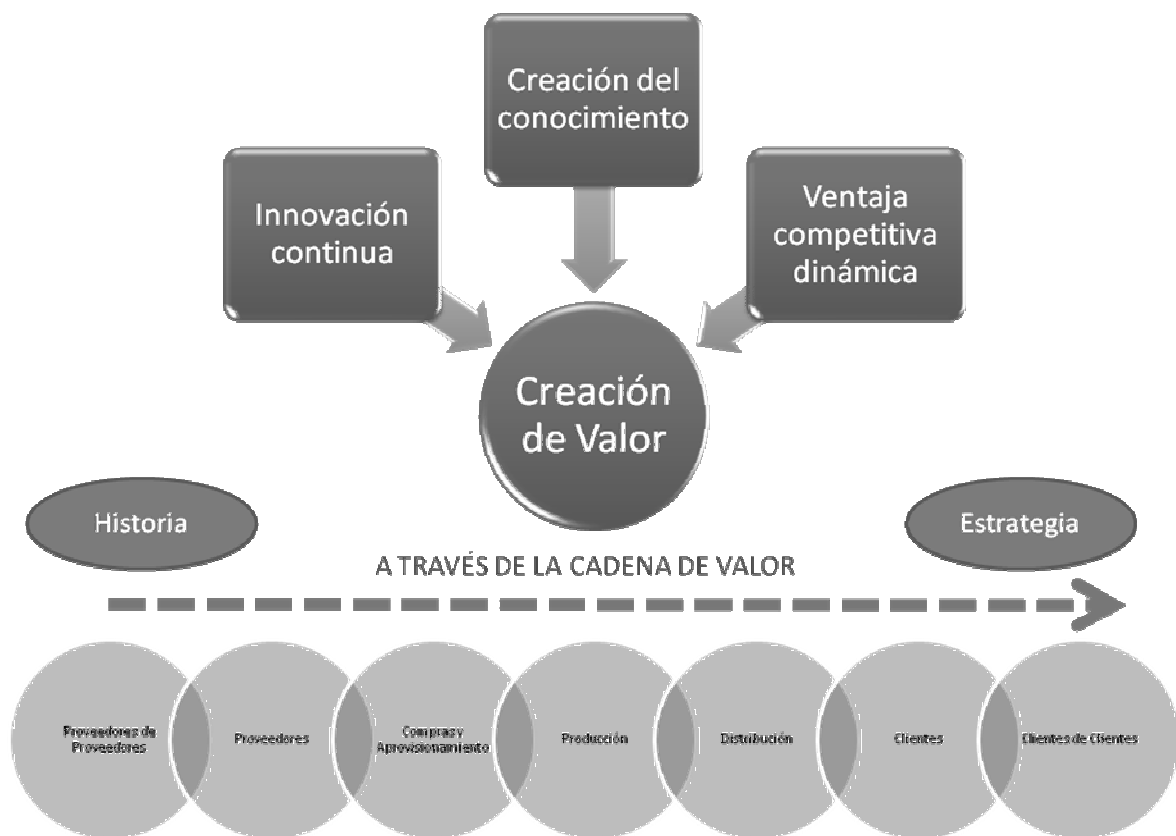 Creación del
conocimiento
Innovación
continua
Ventaja
competitiva
dinámica
Creación
de Valor
Historia
Estrategia
A TRAVÉS DE LA CADENA DE VALOR
Proveedores de
Proveedores
Proveedores
Compras y
Aprovisionamiento
Producción
Distribución
Clientes
Clientes de Clientes